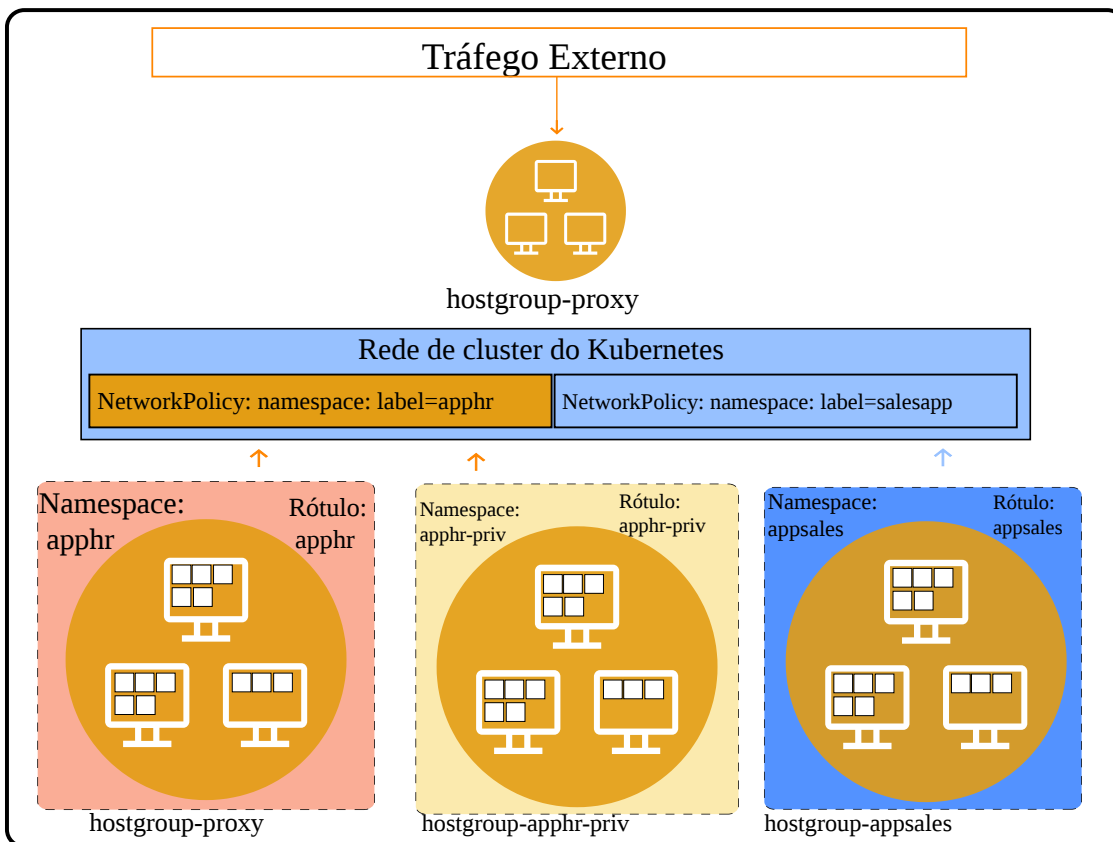 Tráfego Externo
hostgroup-proxy
Rede de cluster do Kubernetes
NetworkPolicy: namespace: label=apphr
NetworkPolicy: namespace: label=salesapp
Namespace:
apphr
Rótulo:
apphr
Namespace:
apphr-priv
Rótulo:
apphr-priv
Namespace:
appsales
Rótulo:
appsales
hostgroup-proxy
hostgroup-apphr-priv
hostgroup-appsales